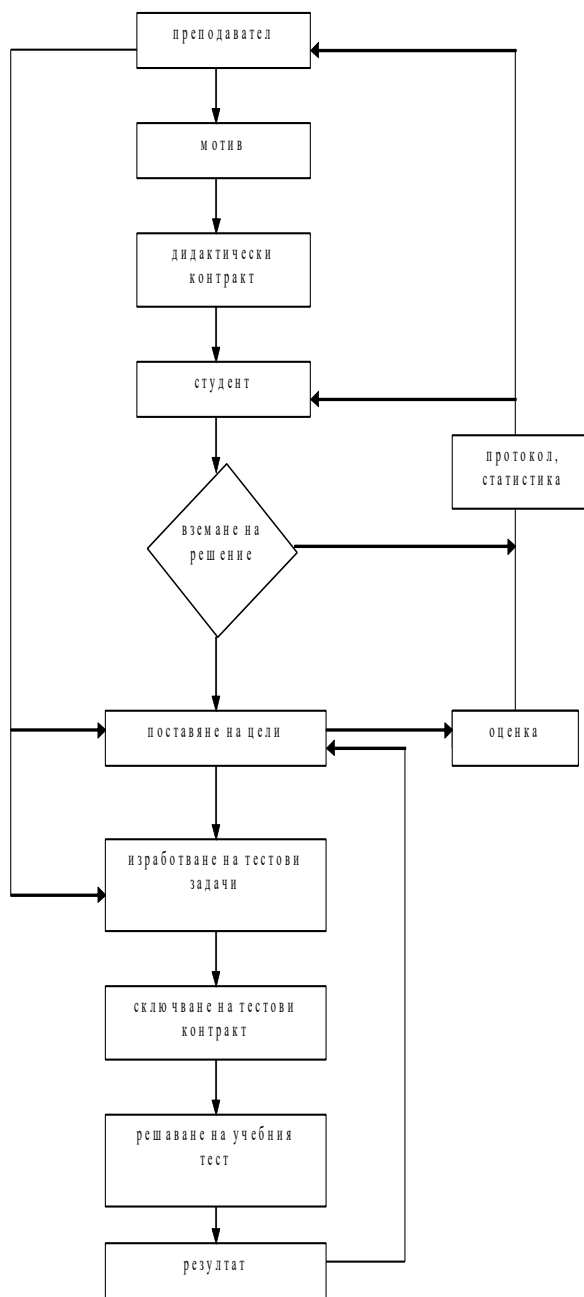 преподавател
мотив
дидактически
контракт
студент
протокол,
статистика
вземане на
решение
поставяне на цели
оценка
изработване на тестови
задачи
сключване на тестови
контракт
решаване на учебния
тест
резултат